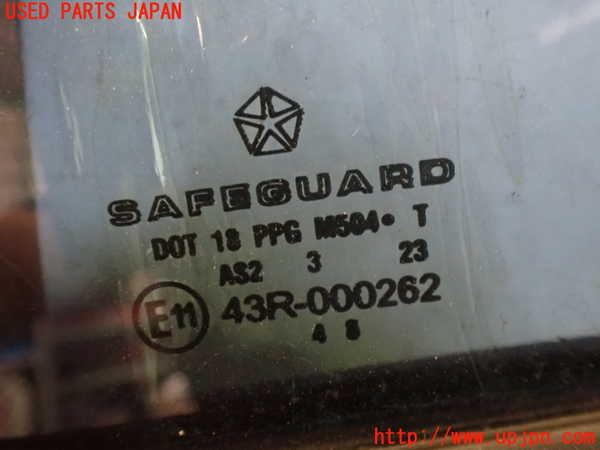 USED PARTS JAPAN
SAFEGUARD
DOT 18 PPG M504• T
AS2 3 23
E11 43R-000262
4 8
http://www.upjpn.com